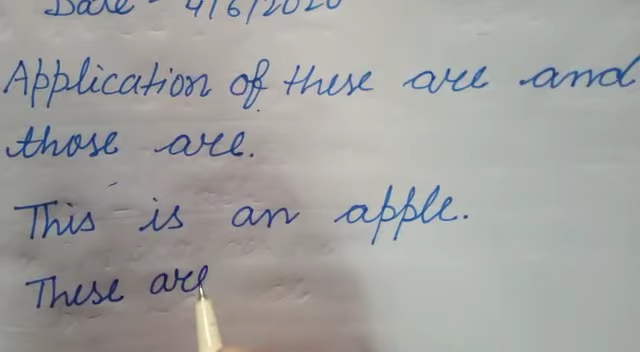 Date - 4/6/2020
Application of these are and
those are.
This is an apple.
These are